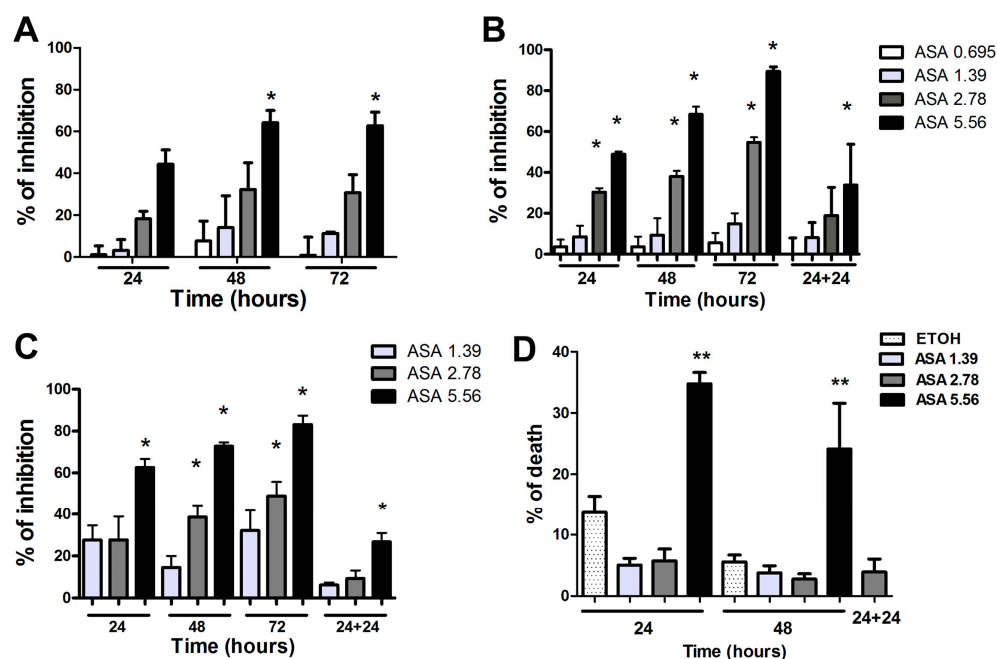 A
% of inhibition
100
80
60
40
20
0
* *
24 48 72
Time (hours)
B
% of inhibition
100
80
60
40
20
0
* * * * * * *
24 48 72 24+24
Time (hours)
ASA 0.695
ASA 1.39
ASA 2.78
ASA 5.56
C
% of inhibition
100
80
60
40
20
0
* * * * * *
24 48 72 24+24
Time (hours)
ASA 1.39
ASA 2.78
ASA 5.56
D
% of death
40
30
20
10
0
** **
24 48 24+24
Time (hours)
ETOH
ASA 1.39
ASA 2.78
ASA 5.56